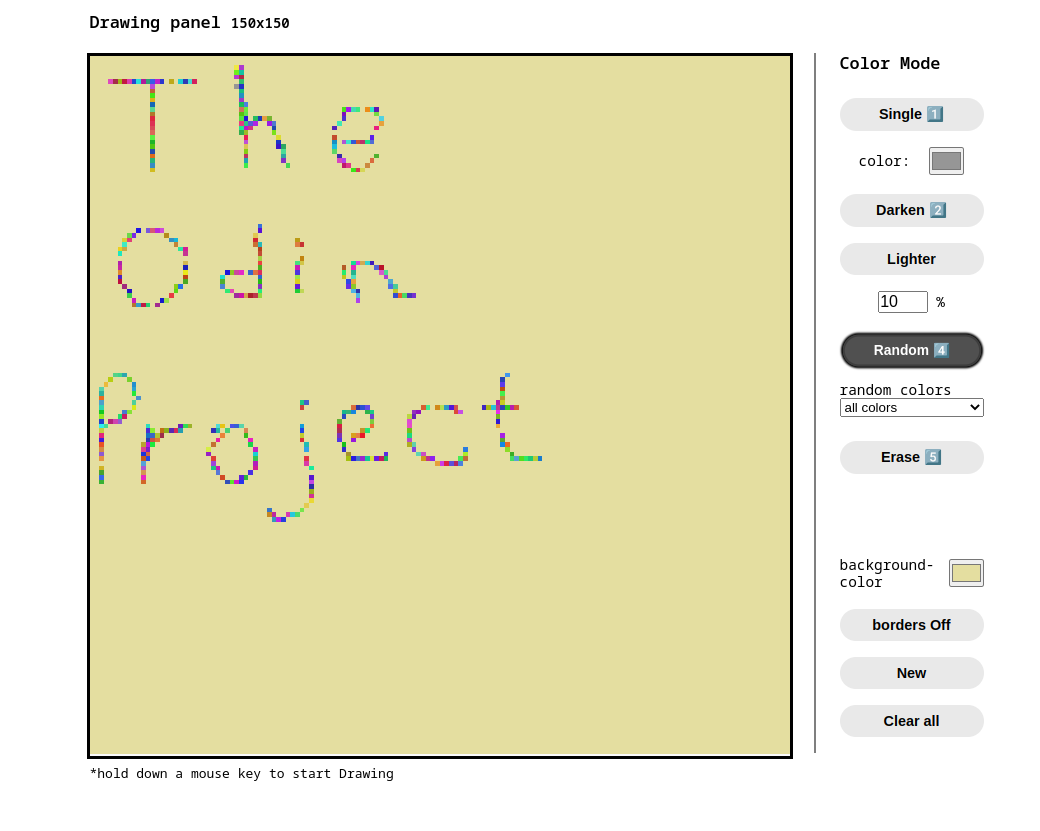 Drawing panel 150x150
The
Odin
Project
*hold down a mouse key to start Drawing
Color Mode
Single 1️⃣
color:
Darken 2️⃣
Lighter
10 %
Random 4️⃣
random colors
all colors
Erase 5️⃣
background-
color
borders Off
New
Clear all